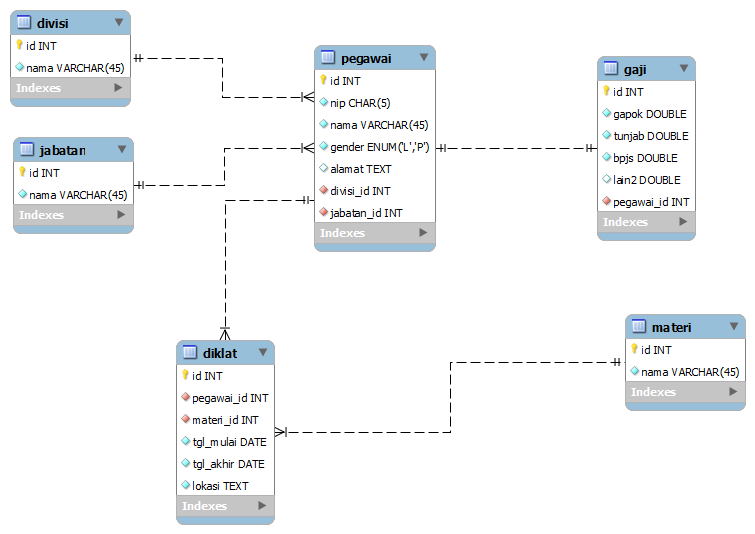 divisi
id INT
nama VARCHAR(45)
Indexes
jabatan
id INT
nama VARCHAR(45)
Indexes
pegawai
id INT
nip CHAR(5)
nama VARCHAR(45)
gender ENUM('L','P')
alamat TEXT
divisi_id INT
jabatan_id INT
Indexes
gaji
id INT
gapok DOUBLE
tunjab DOUBLE
bpjs DOUBLE
lain2 DOUBLE
pegawai_id INT
Indexes
diklat
id INT
pegawai_id INT
materi_id INT
tgl_mulai DATE
tgl_akhir DATE
lokasi TEXT
Indexes
materi
id INT
nama VARCHAR(45)
Indexes